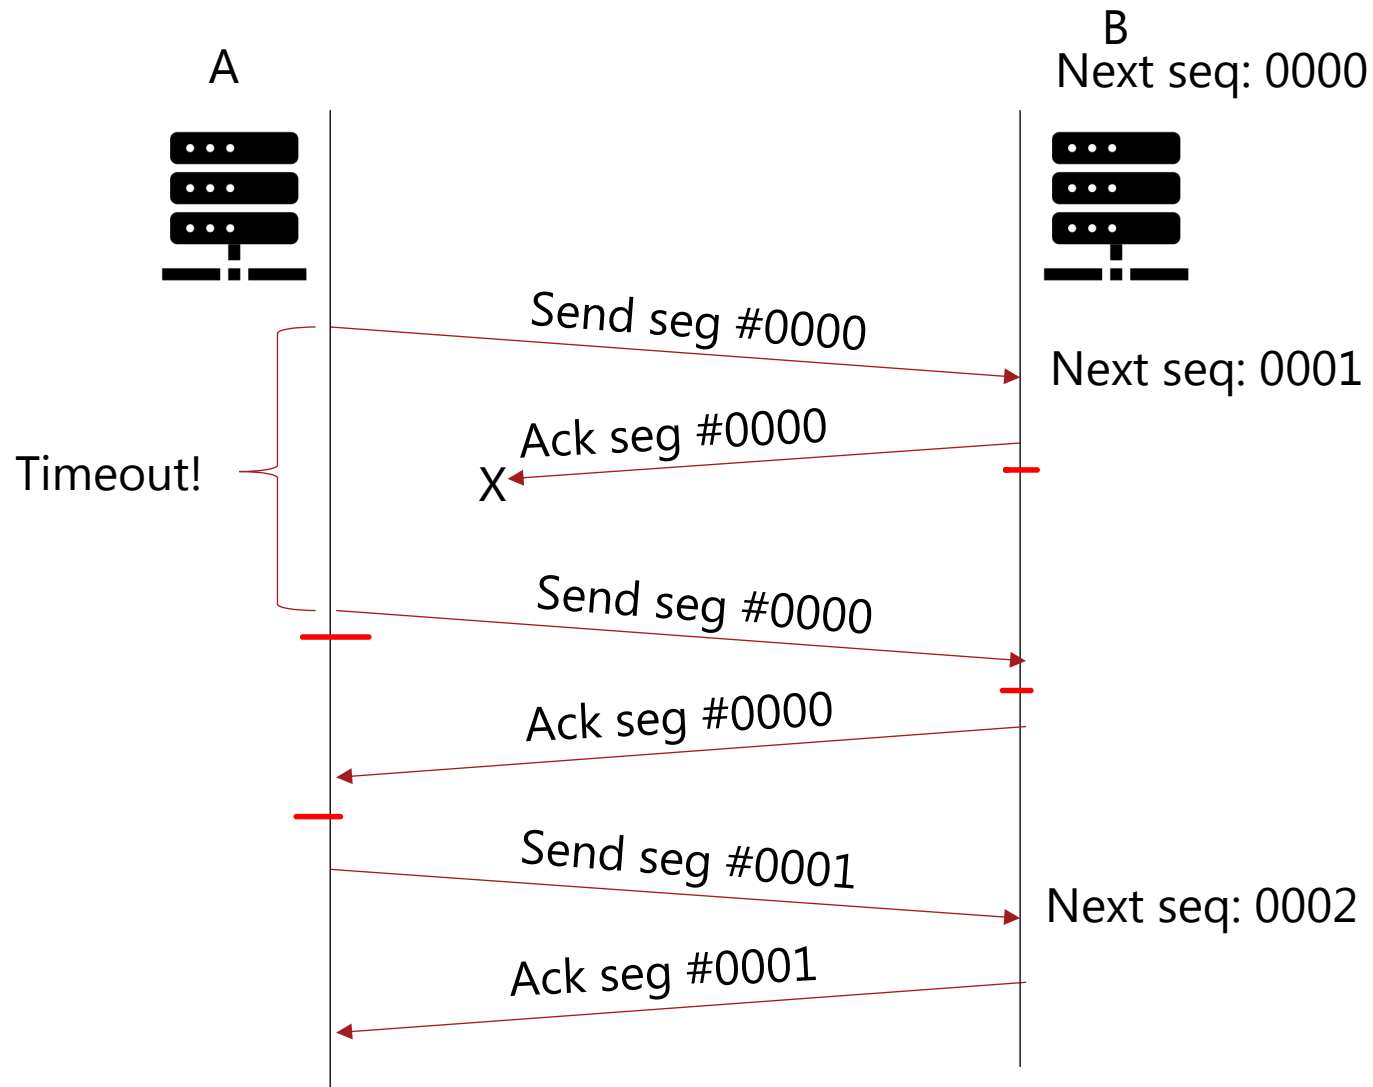 A
B
Next seq: 0000
Send seg #0000
Next seq: 0001
Ack seg #0000
X
Timeout!
Send seg #0000
Ack seg #0000
Send seg #0001
Next seq: 0002
Ack seg #0001